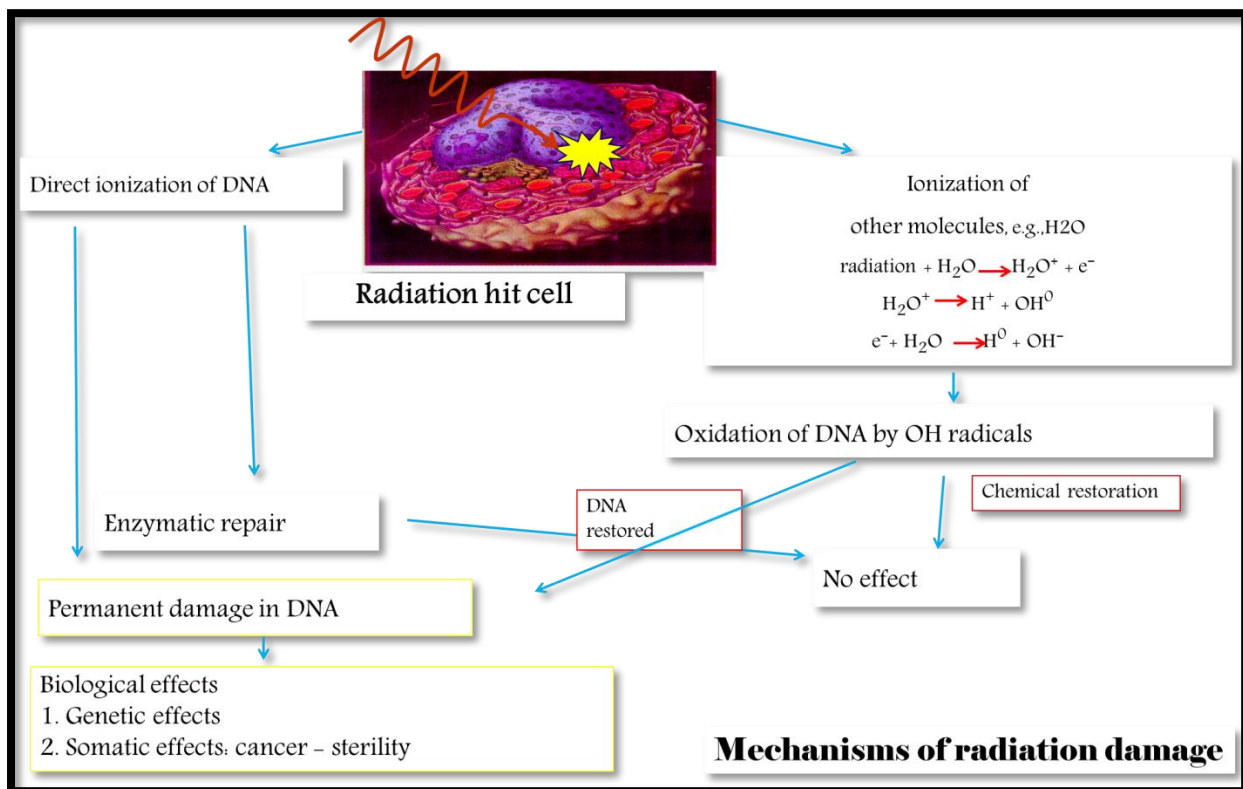 Direct ionization of DNA
Radiation hit cell
Ionization of
other molecules, e.g.,H2O
radiation + H₂O → H₂O⁺ + e⁻
H₂O⁺ → H⁺ + OH⁰
e⁻+ H₂O → H⁰ + OH⁻
Oxidation of DNA by OH radicals
Chemical restoration
DNA
restored
Enzymatic repair
No effect
Permanent damage in DNA
Biological effects
1. Genetic effects
2. Somatic effects: cancer – sterility
Mechanisms of radiation damage